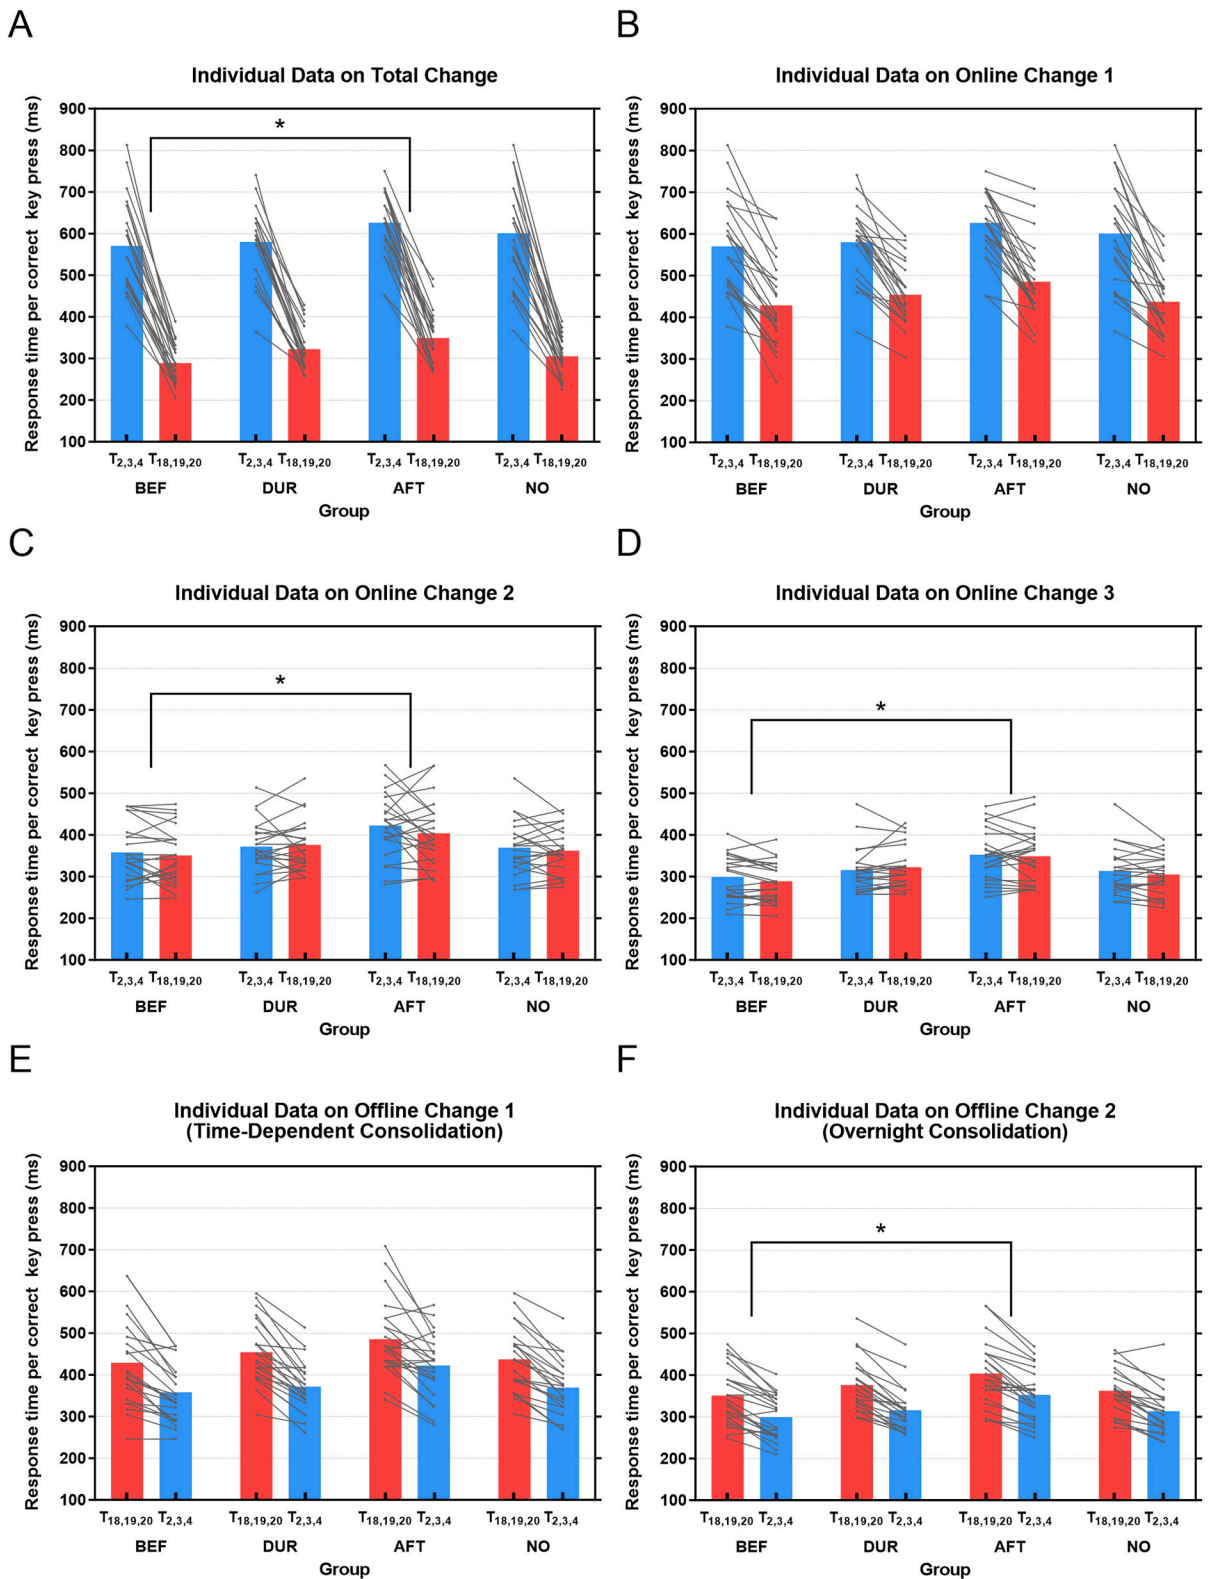 A
Individual Data on Total Change
Response time per correct key press (ms)
900
800
700
600
500
400
300
200
100
*
T2,3,4 T18,19,20 T2,3,4 T18,19,20 T2,3,4 T18,19,20 T2,3,4 T18,19,20
BEF DUR AFT NO
Group
B
Individual Data on Online Change 1
Response time per correct key press (ms)
900
800
700
600
500
400
300
200
100
T2,3,4 T18,19,20 T2,3,4 T18,19,20 T2,3,4 T18,19,20 T2,3,4 T18,19,20
BEF DUR AFT NO
Group
C
Individual Data on Online Change 2
Response time per correct key press (ms)
900
800
700
600
500
400
300
200
100
*
T2,3,4 T18,19,20 T2,3,4 T18,19,20 T2,3,4 T18,19,20 T2,3,4 T18,19,20
BEF DUR AFT NO
Group
D
Individual Data on Online Change 3
Response time per correct key press (ms)
900
800
700
600
500
400
300
200
100
*
T2,3,4 T18,19,20 T2,3,4 T18,19,20 T2,3,4 T18,19,20 T2,3,4 T18,19,20
BEF DUR AFT NO
Group
E
Individual Data on Offline Change 1
(Time-Dependent Consolidation)
Response time per correct key press (ms)
900
800
700
600
500
400
300
200
100
T18,19,20 T2,3,4 T18,19,20 T2,3,4 T18,19,20 T2,3,4 T18,19,20 T2,3,4
BEF DUR AFT NO
Group
F
Individual Data on Offline Change 2
(Overnight Consolidation)
Response time per correct key press (ms)
900
800
700
600
500
400
300
200
100
*
T18,19,20 T2,3,4 T18,19,20 T2,3,4 T18,19,20 T2,3,4 T18,19,20 T2,3,4
BEF DUR AFT NO
Group